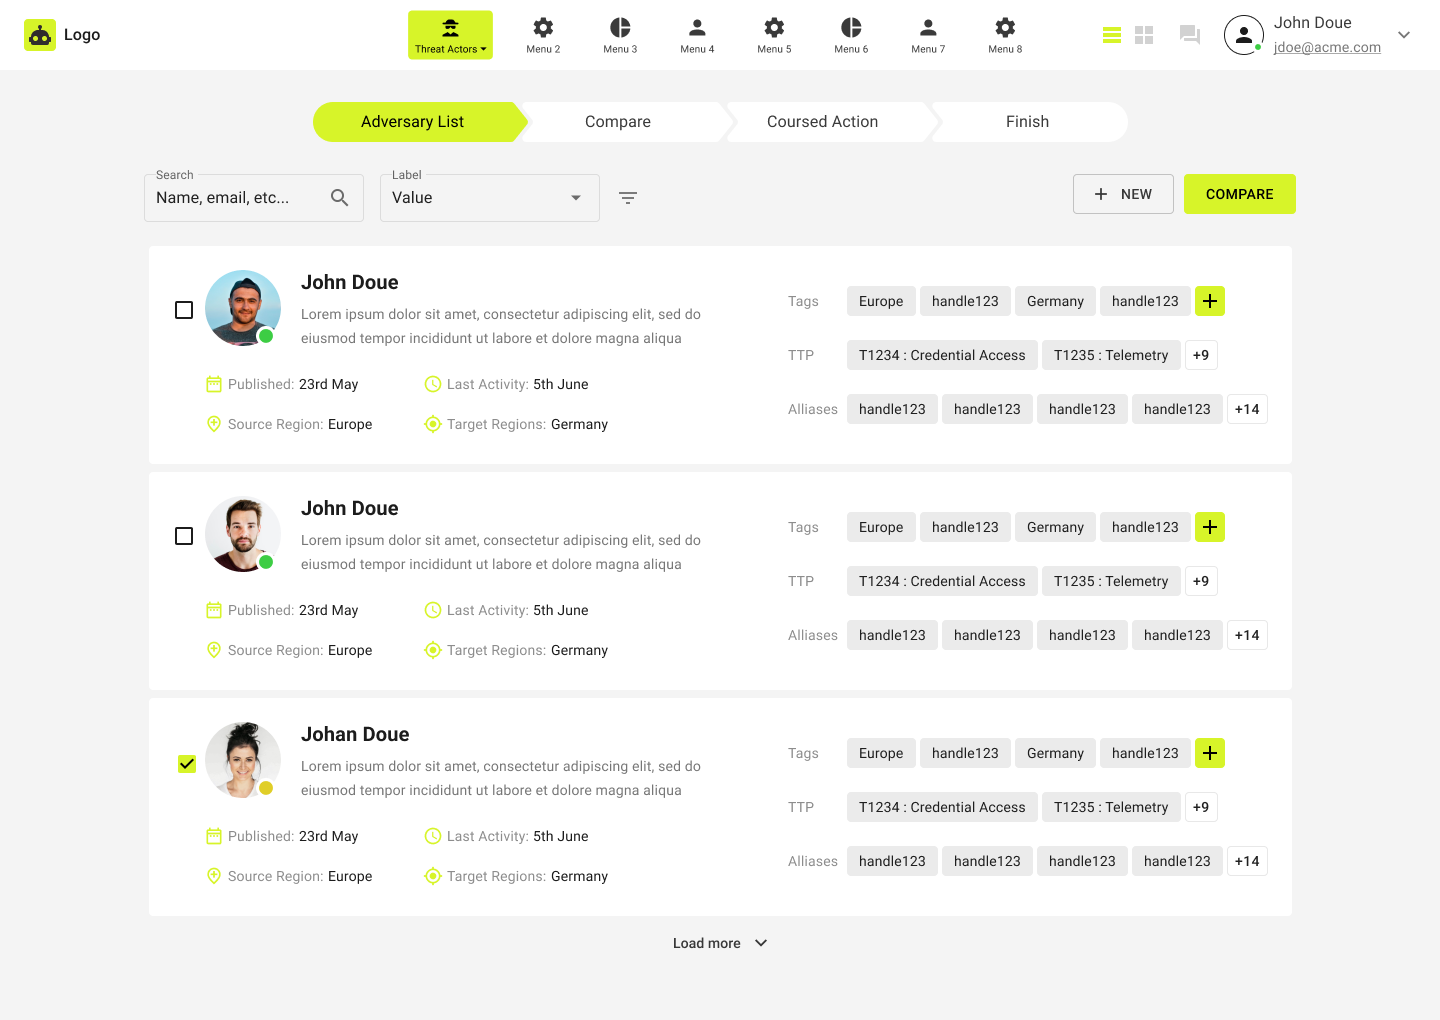 Logo
Threat Actors
Menu 2
Menu 3
Menu 4
Menu 5
Menu 6
Menu 7
Menu 8
John Doue
jdoe@acme.com
Adversary List
Compare
Coursed Action
Finish
Search
Name, email, etc...
Label
Value
NEW
COMPARE
John Doue
Lorem ipsum dolor sit amet, consectetur adipiscing elit, sed do
eiusmod tempor incididunt ut labore et dolore magna aliqua
Published: 23rd May
Last Activity: 5th June
Source Region: Europe
Target Regions: Germany
Tags Europe handle123 Germany handle123
TTP T1234 : Credential Access T1235 : Telemetry +9
Alliases handle123 handle123 handle123 handle123 +14
John Doue
Lorem ipsum dolor sit amet, consectetur adipiscing elit, sed do
eiusmod tempor incididunt ut labore et dolore magna aliqua
Published: 23rd May
Last Activity: 5th June
Source Region: Europe
Target Regions: Germany
Tags Europe handle123 Germany handle123
TTP T1234 : Credential Access T1235 : Telemetry +9
Alliases handle123 handle123 handle123 handle123 +14
Johan Doue
Lorem ipsum dolor sit amet, consectetur adipiscing elit, sed do
eiusmod tempor incididunt ut labore et dolore magna aliqua
Published: 23rd May
Last Activity: 5th June
Source Region: Europe
Target Regions: Germany
Tags Europe handle123 Germany handle123
TTP T1234 : Credential Access T1235 : Telemetry +9
Alliases handle123 handle123 handle123 handle123 +14
Load more